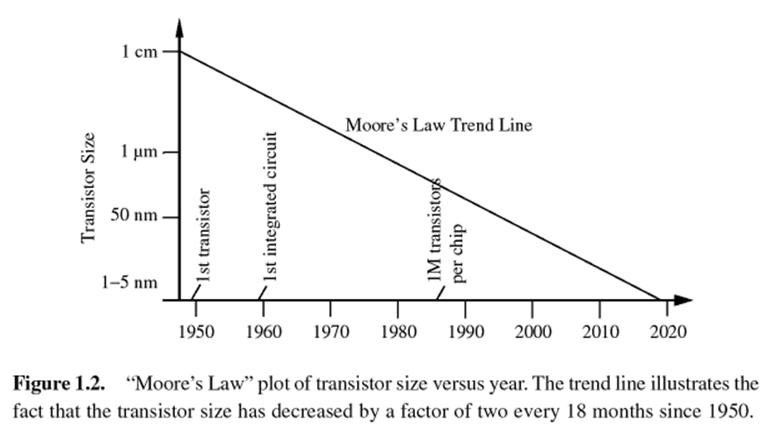 1 cm
Moore's Law Trend Line
1 μm
Transistor Size
50 nm
1–5 nm
1st transistor
1st integrated circuit
1M transistors
per chip
1950 1960 1970 1980 1990 2000 2010 2020
Figure 1.2. “Moore’s Law” plot of transistor size versus year. The trend line illustrates the
fact that the transistor size has decreased by a factor of two every 18 months since 1950.